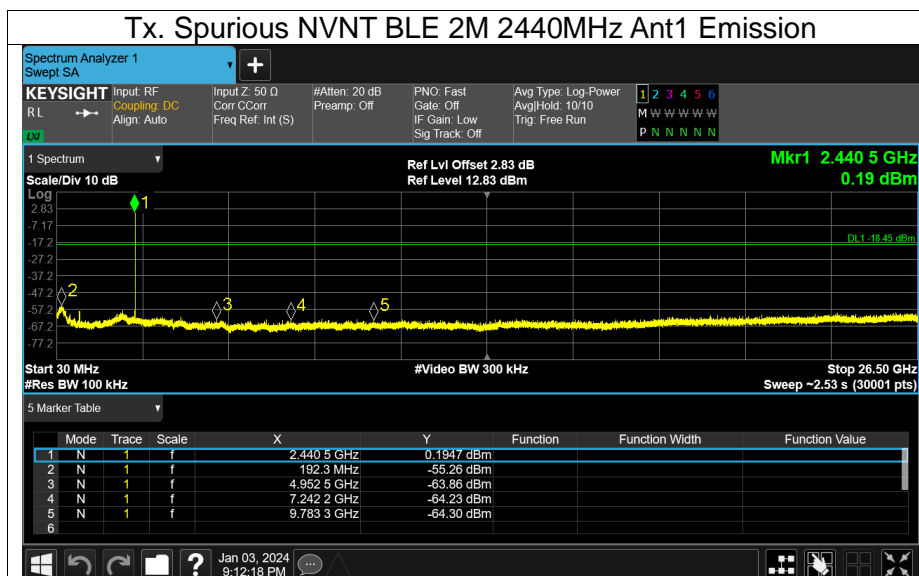 Tx. Spurious NVNT BLE 2M 2440MHz Ant1 Emission
Spectrum Analyzer 1
Swept SA
+
KEYSIGHT
RL
LXI
Input: RF
Coupling: DC
Align: Auto
Input Z: 50 Ω
Corr CCorr
Freq Ref: Int (S)
#Atten: 20 dB
Preamp: Off
PNO: Fast
Gate: Off
IF Gain: Low
Sig Track: Off
Avg Type: Log-Power
Avg|Hold: 10/10
Trig: Free Run
1 2 3 4 5 6
M W W W W W
P N N N N N
1 Spectrum
Scale/Div 10 dB
Ref Lvl Offset 2.83 dB
Ref Level 12.83 dBm
Mkr1 2.440 5 GHz
0.19 dBm
Log
2.83
-7.17
-17.2
-27.2
-37.2
-47.2
-57.2
-67.2
-77.2
1
2
3
4
5
DL1 -18.45 dBm
Start 30 MHz
#Res BW 100 kHz
#Video BW 300 kHz
Stop 26.50 GHz
Sweep ~2.53 s (30001 pts)
5 Marker Table
Mode Trace Scale X Y Function Function Width Function Value
1 N 1 f 2.440 5 GHz 0.1947 dBm
2 N 1 f 192.3 MHz -55.26 dBm
3 N 1 f 4.952 5 GHz -63.86 dBm
4 N 1 f 7.242 2 GHz -64.23 dBm
5 N 1 f 9.783 3 GHz -64.30 dBm
6
?
Jan 03, 2024
9:12:18 PM